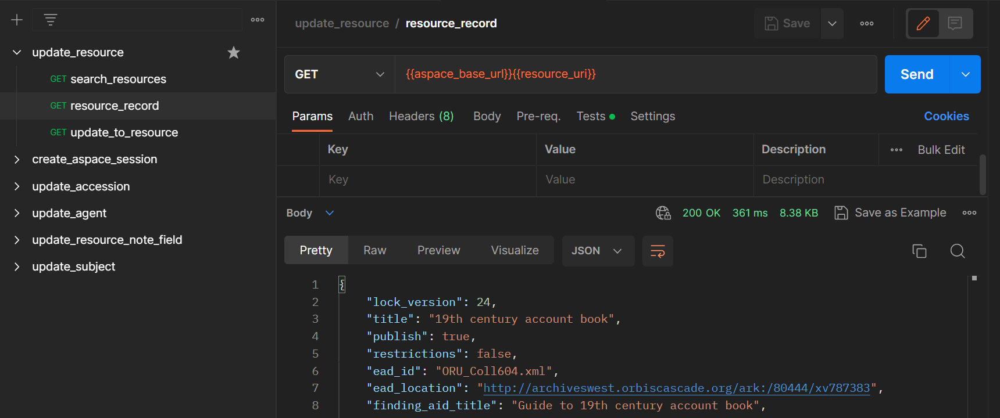 update_resource
GET search_resources
GET resource_record
GET update_to_resource
create_aspace_session
update_accession
update_agent
update_resource_note_field
update_subject
update_resource / resource_record
Save
GET {{aspace_base_url}}{{resource_uri}} Send
Params Auth Headers (8) Body Pre-req. Tests Settings Cookies
Key Value Description Bulk Edit
Key Value Description
Body 200 OK 361 ms 8.38 KB Save as Example
Pretty Raw Preview Visualize JSON
1 {
2 "lock_version": 24,
3 "title": "19th century account book",
4 "publish": true,
5 "restrictions": false,
6 "ead_id": "ORU_Coll604.xml",
7 "ead_location": "http://archiveswest.orbiscascade.org/ark:/80444/xv787383",
8 "finding_aid_title": "Guide to 19th century account book",